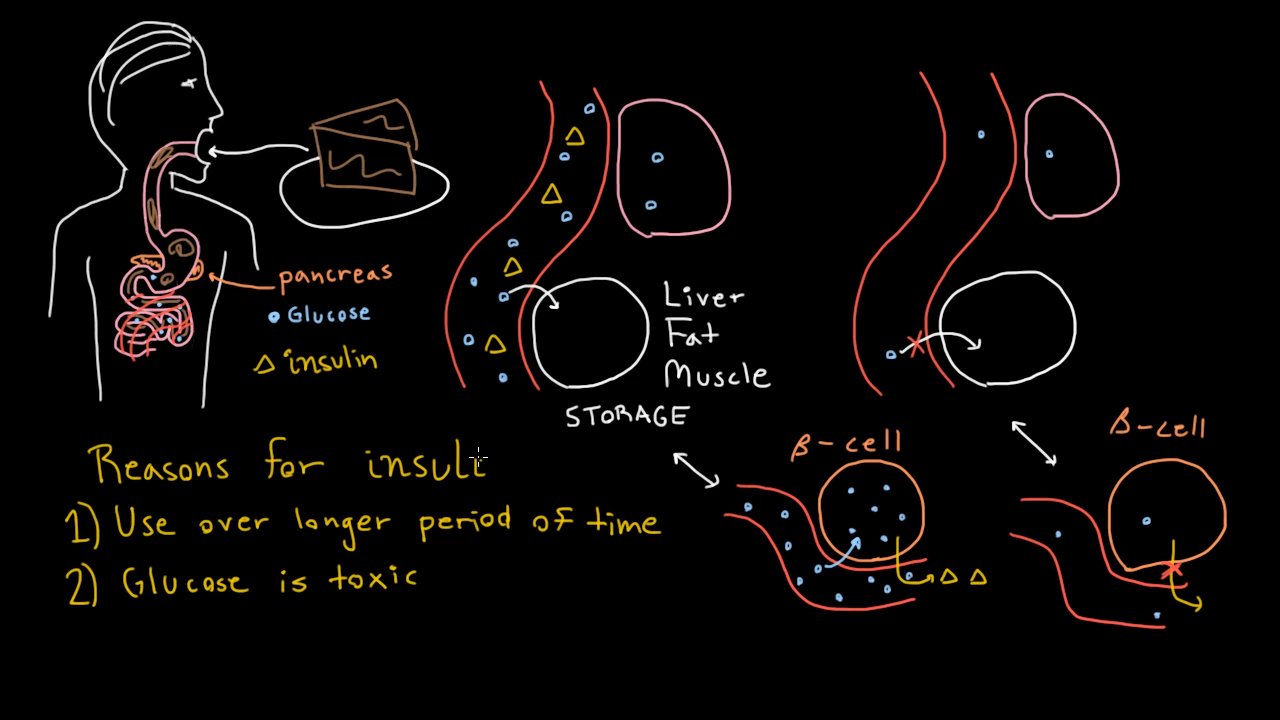 pancreas
Glucose
insulin
Liver
Fat
Muscle
STORAGE
β-cell
β-cell
Reasons for insuli
1) Use over longer period of time
2) Glucose is toxic